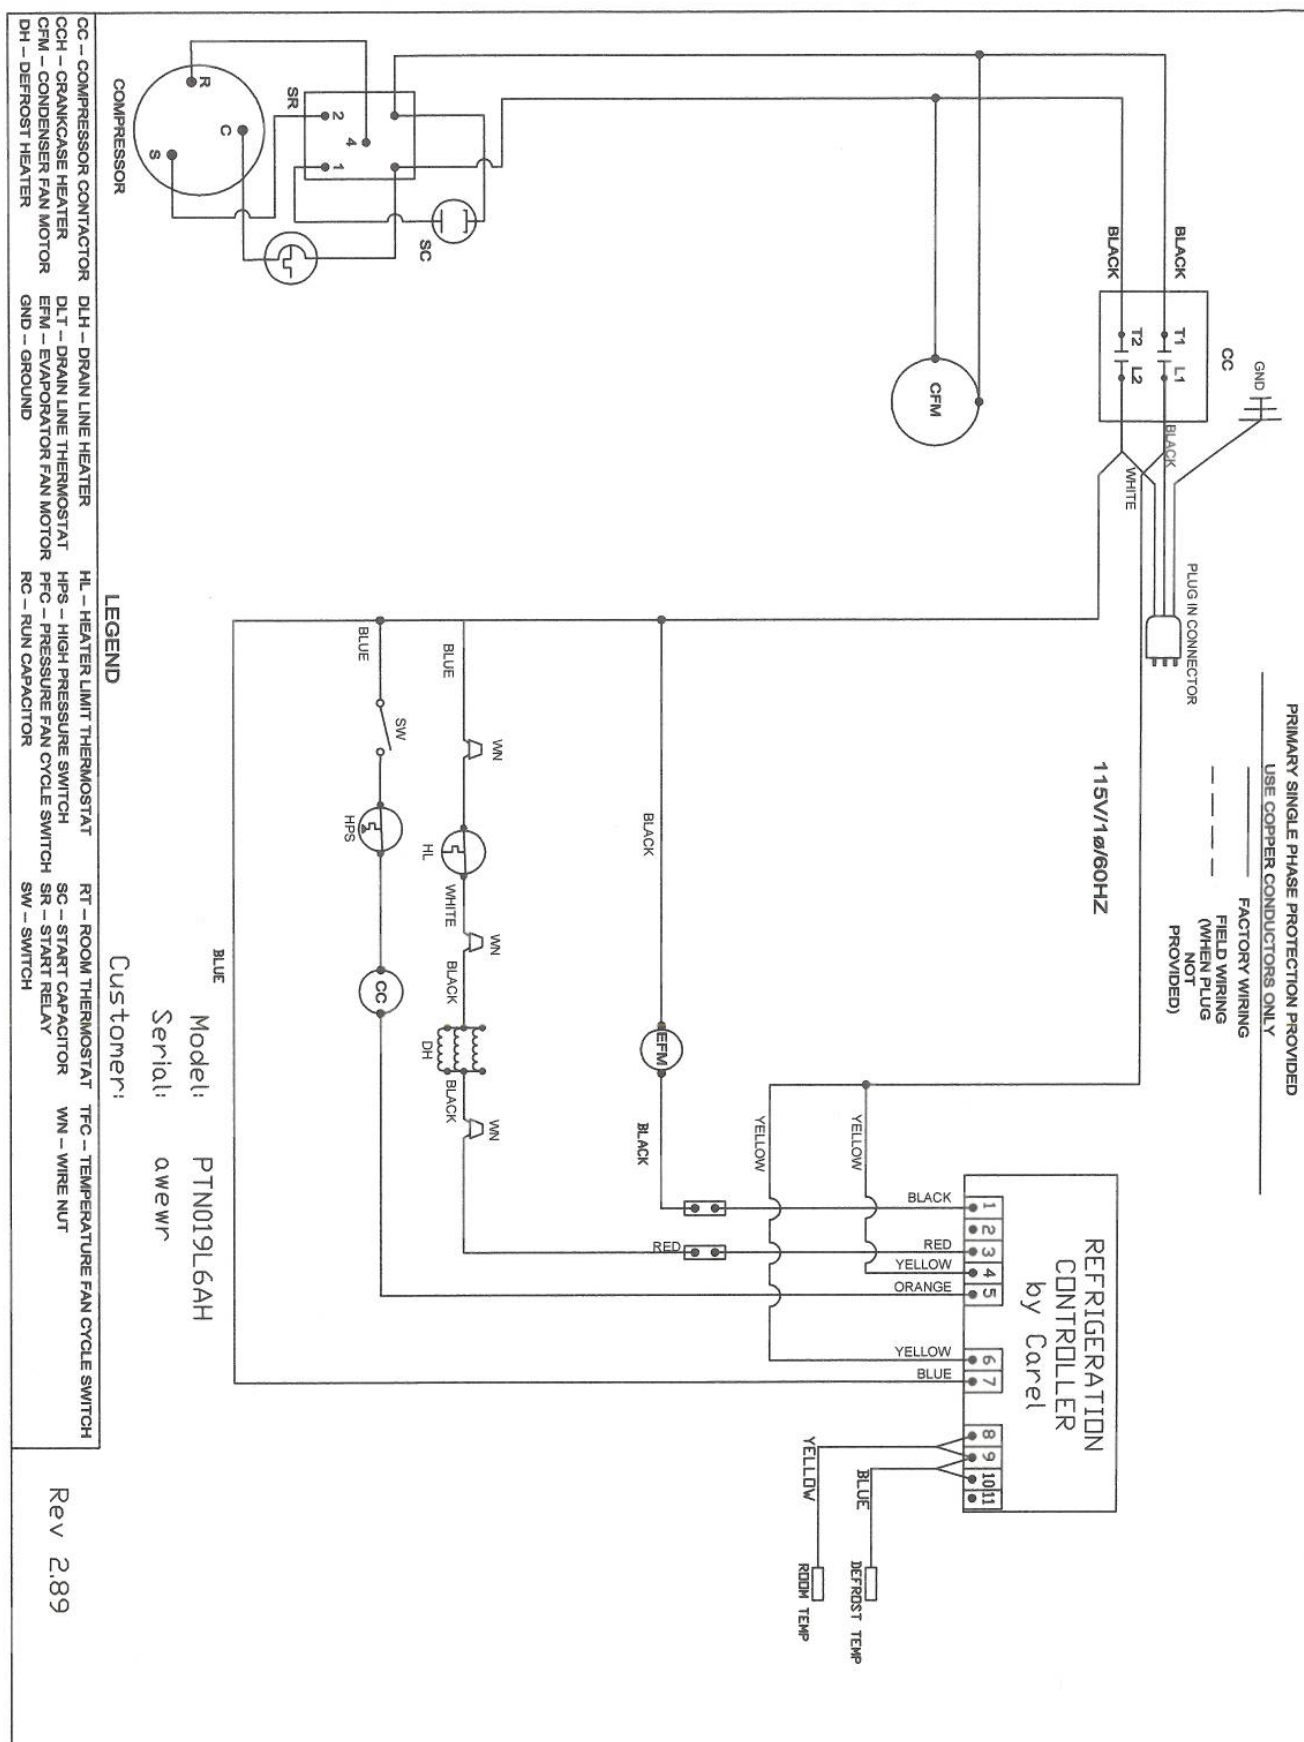 PRIMARY SINGLE PHASE PROTECTION PROVIDED
USE COPPER CONDUCTORS ONLY
FACTORY WIRING
FIELD WIRING
(WHEN PLUG
NOT
PROVIDED)
115V/1ø/60HZ
GND
CC
BLACK
BLACK
T1
L1
T2
L2
BLACK
WHITE
PLUG IN CONNECTOR
CFM
SR
2
4
1
SC
R
C
S
COMPRESSOR
REFRIGERATION
CONTROLLER
by Carel
1
2
3
4
5
6
7
8
9
10
11
BLACK
RED
YELLOW
ORANGE
YELLOW
BLUE
YELLOW
YELLOW
BLACK
EFM
BLACK
RED
BLUE
WN
HL
WHITE
WN
BLACK
DH
BLACK
WN
BLUE
SW
HPS
CC
BLUE
BLUE
DEFROST TEMP
YELLOW
ROOM TEMP
Model: PTN019L6AH
Serial: awewr
Customer:
LEGEND
CC -- COMPRESSOR CONTACTOR
CCH -- CRANKCASE HEATER
CFM -- CONDENSER FAN MOTOR
DH -- DEFROST HEATER
DLH -- DRAIN LINE HEATER
DLT -- DRAIN LINE THERMOSTAT
EFM -- EVAPORATOR FAN MOTOR
GND -- GROUND
HL -- HEATER LIMIT THERMOSTAT
HPS -- HIGH PRESSURE SWITCH
PFC -- PRESSURE FAN CYCLE SWITCH
RC -- RUN CAPACITOR
RT -- ROOM THERMOSTAT
SC -- START CAPACITOR
SR -- START RELAY
SW -- SWITCH
TFC -- TEMPERATURE FAN CYCLE SWITCH
WN -- WIRE NUT
Rev 2.89